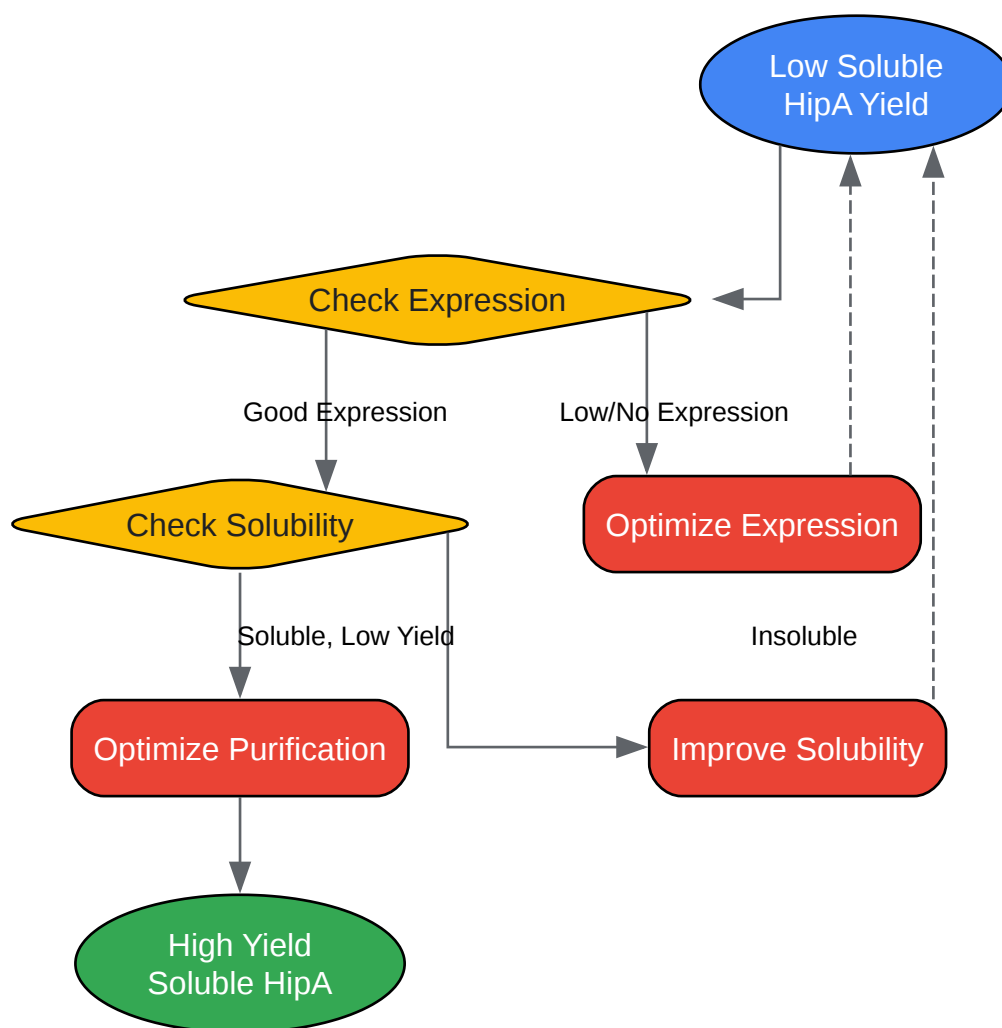 Low Soluble
HipA Yield
Check Expression
Good Expression
Low/No Expression
Check Solubility
Optimize Expression
Soluble, Low Yield
Insoluble
Optimize Purification
Improve Solubility
High Yield
Soluble HipA